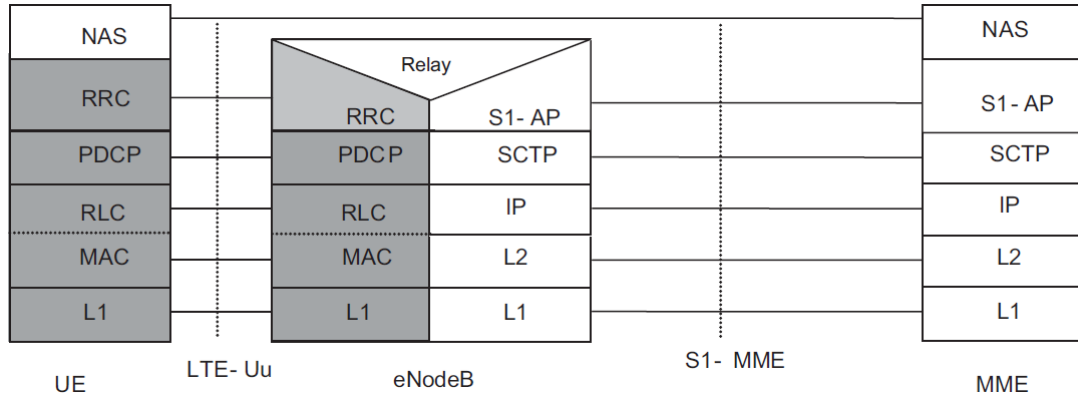 NAS
NAS
Relay
RRC
RRC
S1- AP
S1- AP
PDCP
PDCP
SCTP
SCTP
RLC
RLC
IP
IP
MAC
MAC
L2
L2
L1
L1
L1
L1
LTE- Uu
S1- MME
UE
eNodeB
MME